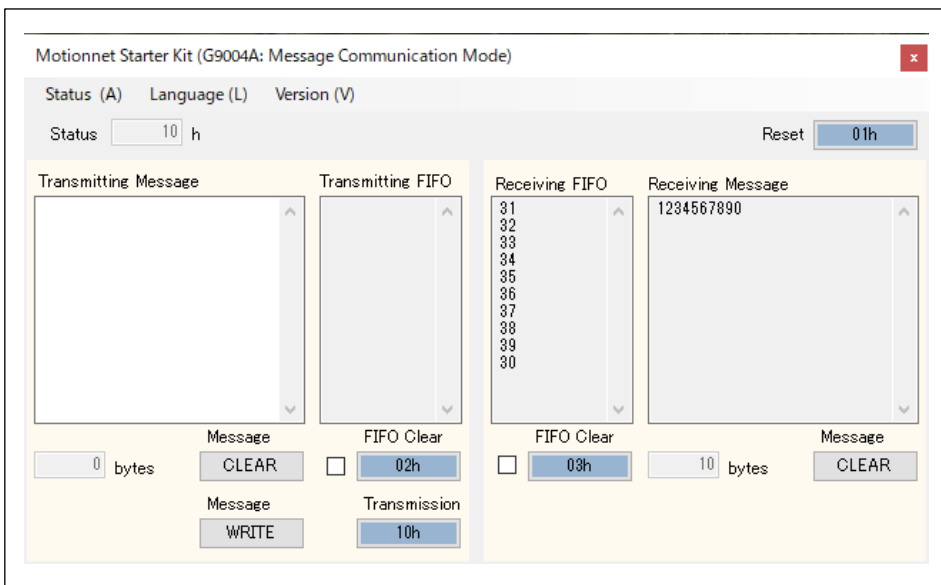 Motionnet Starter Kit (G9004A: Message Communication Mode)
x
Status (A) Language (L) Version (V)
Status 10 h Reset 01h
Transmitting Message Transmitting FIFO Receiving FIFO Receiving Message
31 1234567890
32
33
34
35
36
37
38
39
30
Message FIFO Clear FIFO Clear Message
0 bytes CLEAR 02h 03h 10 bytes CLEAR
Message Transmission
WRITE 10h